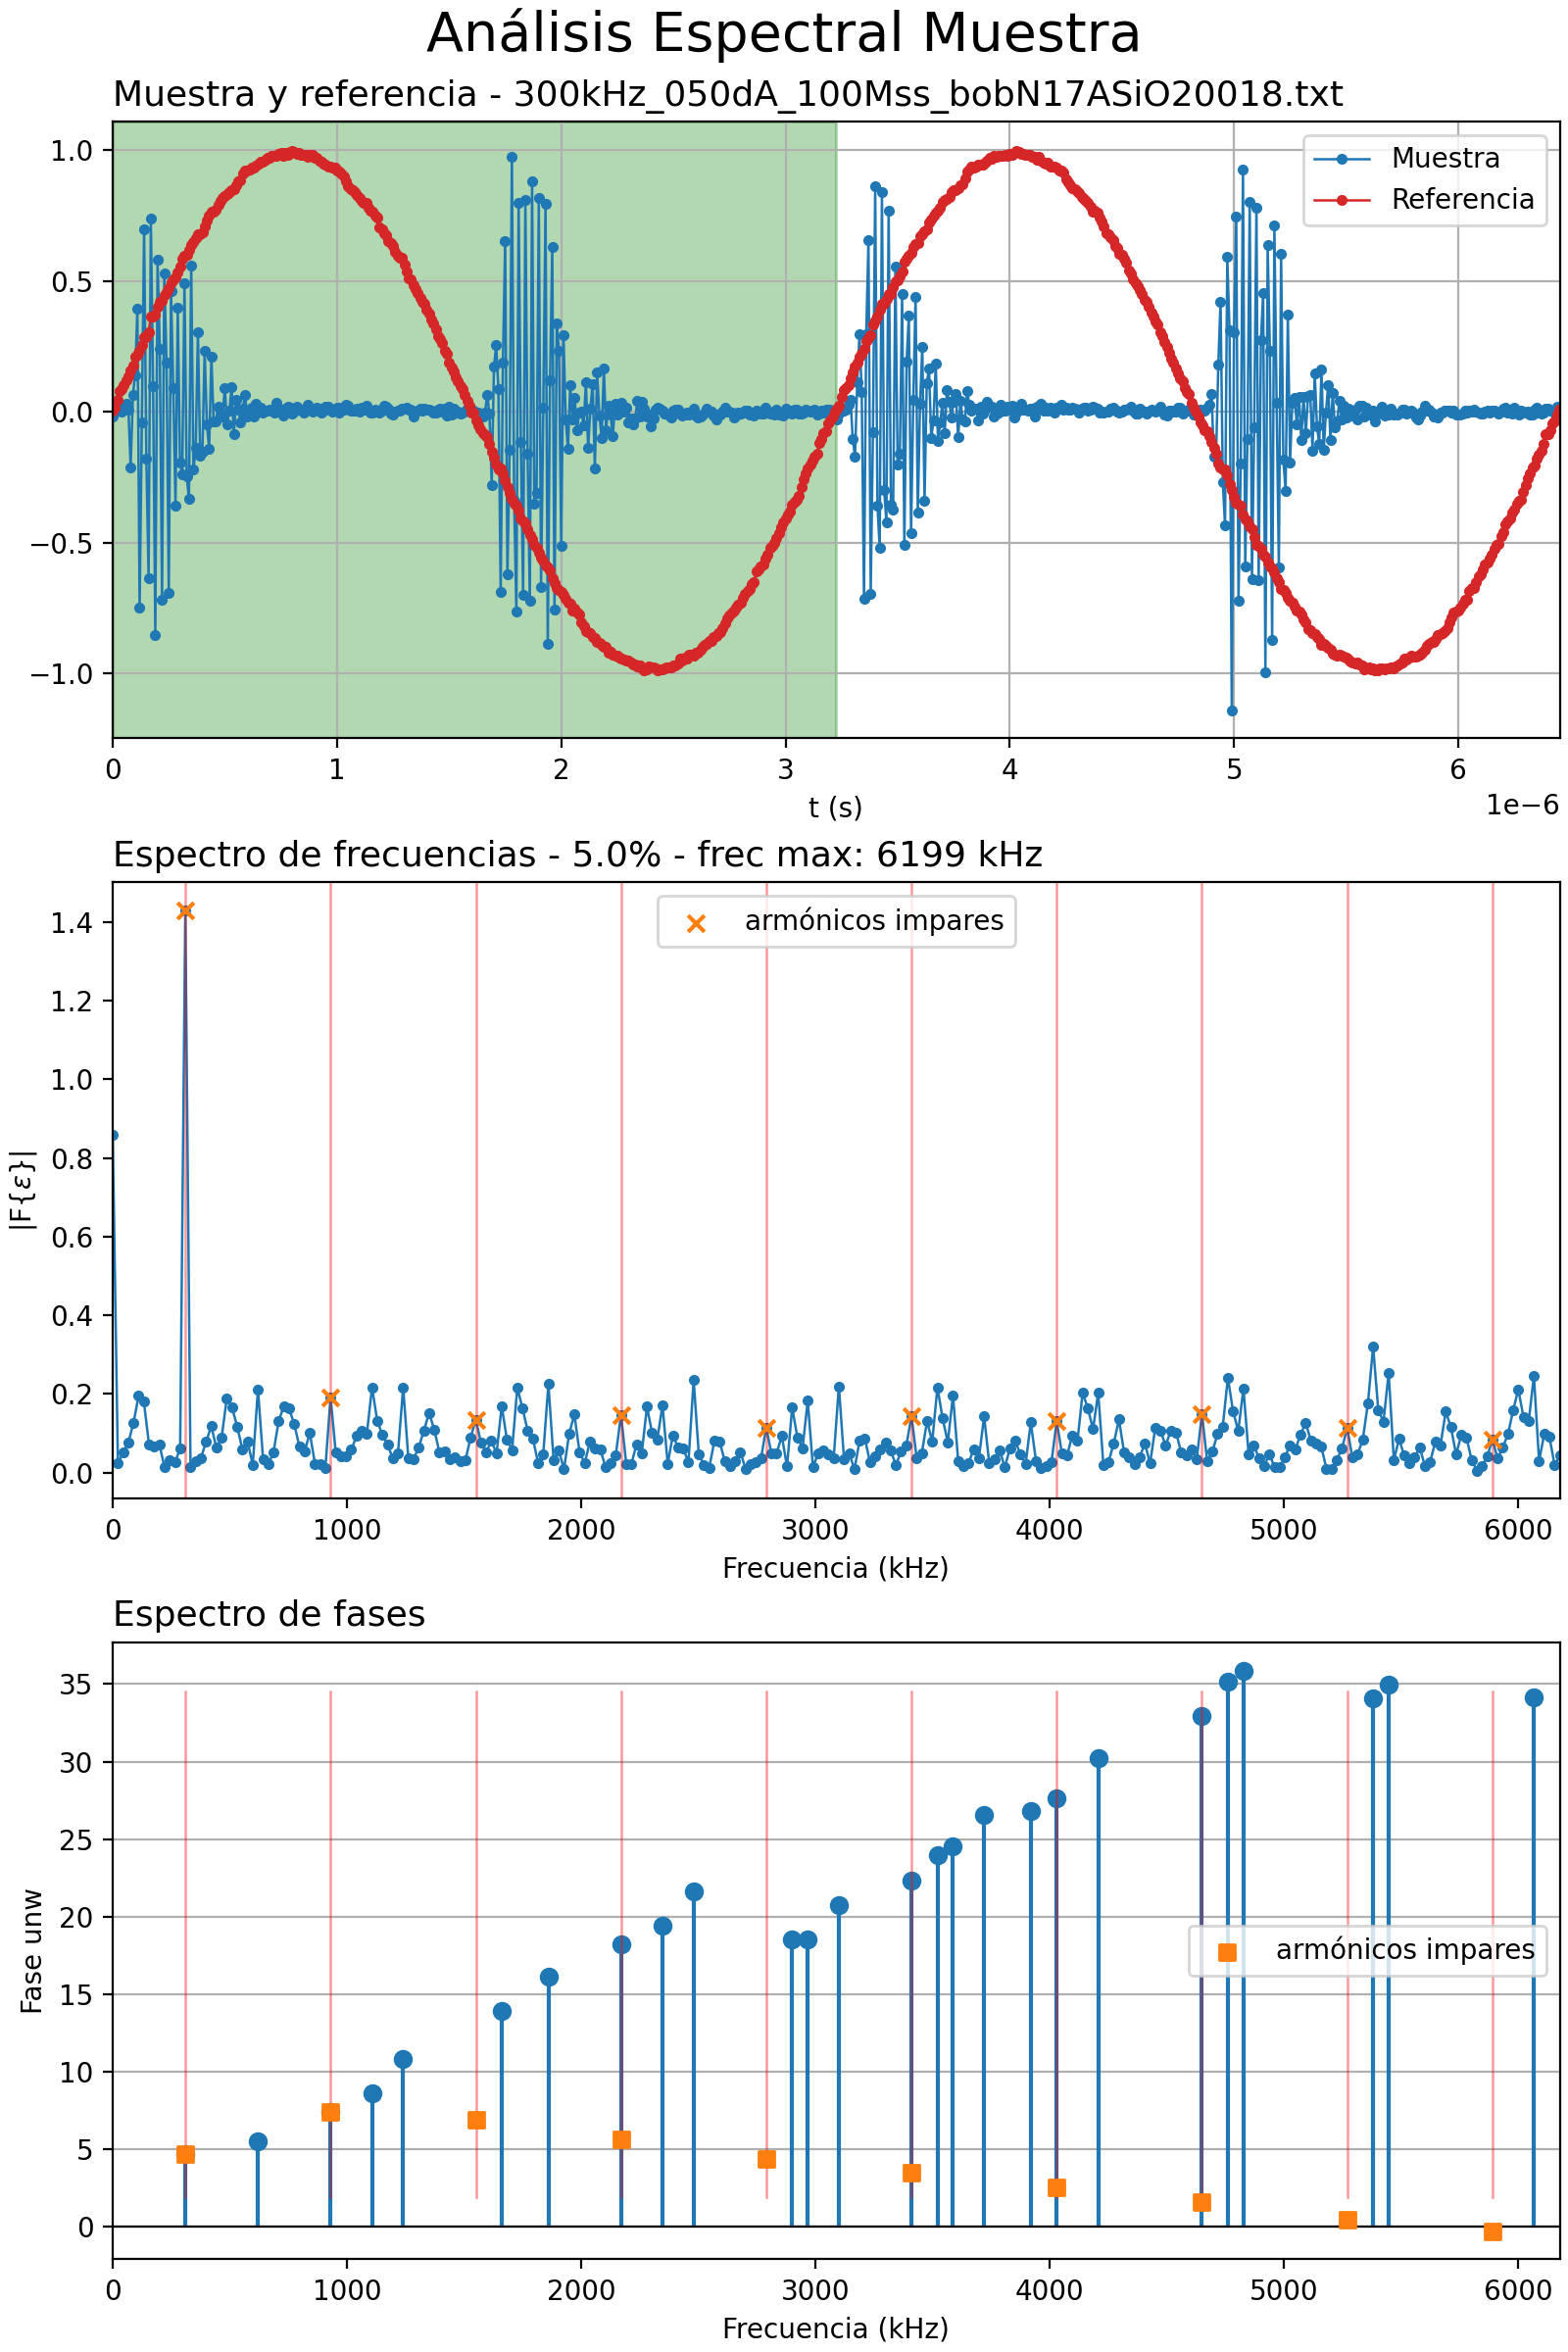 Análisis Espectral Muestra
Muestra y referencia - 300kHz_050dA_100Mss_bobN17ASiO20018.txt
1.0
0.5
0.0
−0.5
−1.0
Muestra
Referencia
0 1 2 3 4 5 6
t (s)
1e−6
Espectro de frecuencias - 5.0% - frec max: 6199 kHz
|F{ε}|
1.4
1.2
1.0
0.8
0.6
0.4
0.2
0.0
armónicos impares
0 1000 2000 3000 4000 5000 6000
Frecuencia (kHz)
Espectro de fases
Fase unw
35
30
25
20
15
10
5
0
armónicos impares
0 1000 2000 3000 4000 5000 6000
Frecuencia (kHz)